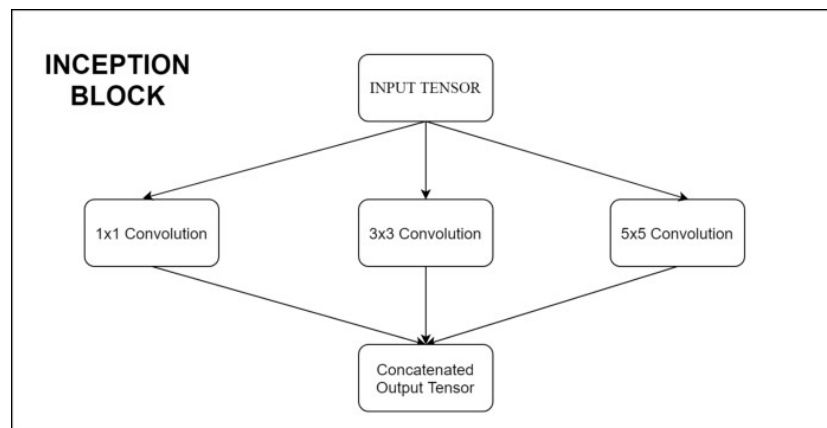 INCEPTION
BLOCK
INPUT TENSOR
1x1 Convolution
3x3 Convolution
5x5 Convolution
Concatenated
Output Tensor